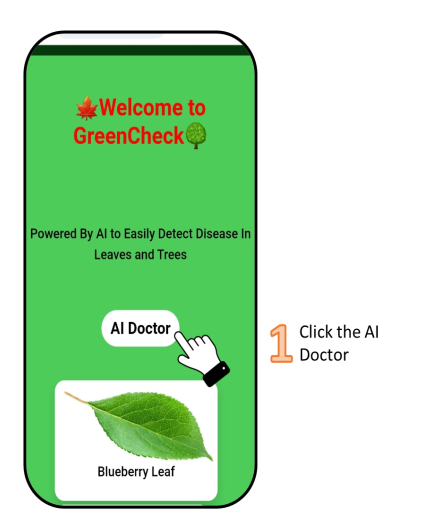 🍁Welcome to
GreenCheck🌳
Powered By AI to Easily Detect Disease In
Leaves and Trees
AI Doctor
1 Click the AI
Doctor
Blueberry Leaf